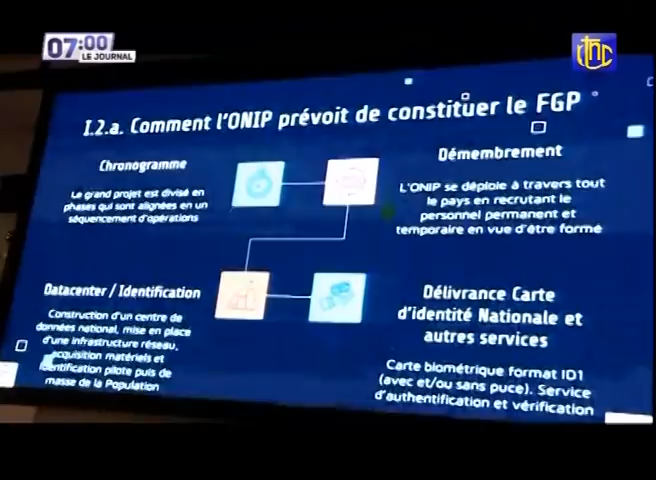 07:00
LE JOURNAL
rtnc
I.2.a. Comment l'ONIP prévoit de constituer le FGP
Chronogramme
Le grand projet est divisé en
phases qui sont alignées en un
séquencement d'opérations
Démembrement
L'ONIP se déploie à travers tout
le pays en recrutant le
personnel permanent et
temporaire en vue d'être formé
Datacenter / Identification
Construction d'un centre de
données national, mise en place
d'une infrastructure réseau,
acquisition matériels et
identification pilote puis de
masse de la Population
Délivrance Carte
d'identité Nationale et
autres services
Carte biométrique format ID1
(avec et/ou sans puce). Service
d'authentification et vérification